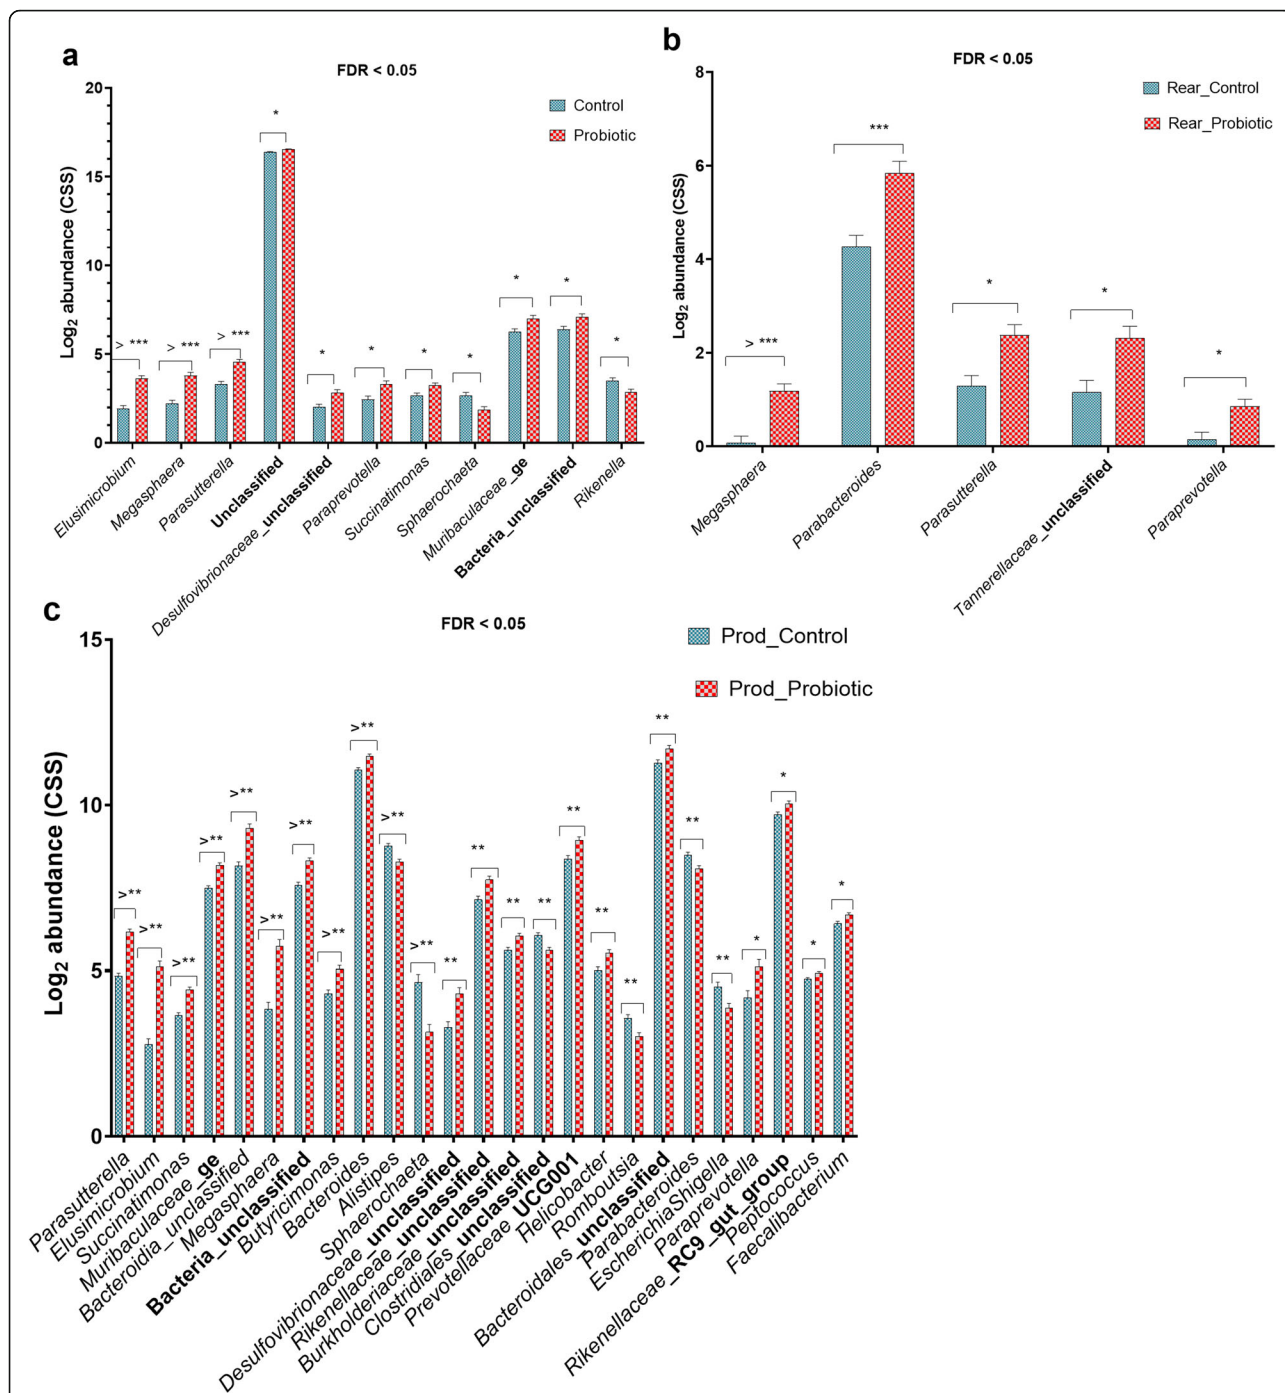 a
FDR < 0.05
Log2 abundance (CSS)
20
15
10
5
0
Control
Probiotic
> ***
> ***
> ***
*
*
*
*
*
*
*
*
Elusimicrobium
Megasphaera
Parasutterella
Unclassified
Desulfovibrionaceae_unclassified
Paraprevotella
Succinatimonas
Sphaerochaeta
Muribaculaceae_ge
Bacteria_unclassified
Rikenella
b
FDR < 0.05
Log2 abundance (CSS)
8
6
4
2
0
Rear_Control
Rear_Probiotic
> ***
***
*
*
*
Megasphaera
Parabacteroides
Parasutterella
Tannerellaceae_unclassified
Paraprevotella
c
FDR < 0.05
Log2 abundance (CSS)
15
10
5
0
Prod_Control
Prod_Probiotic
>**
>**
>**
>**
>**
>**
>**
>**
>**
>**
>**
**
**
**
**
**
**
**
**
**
**
*
*
*
*
Parasutterella
Elusimicrobium
Succinatimonas
Muribaculaceae_ge
Bacteroidia_unclassified
Megasphaera
Bacteria_unclassified
Butyricimonas
Bacteroides
Alistipes
Sphaerochaeta
Desulfovibrionaceae_unclassified
Rikenellaceae_unclassified
Burkholderiaceae_unclassified
Clostridiales_unclassified
Prevotellaceae_UCG001
Helicobacter
Romboutsia
Bacteroidales_unclassified
Parabacteroides
EscherichiaShigella
Paraprevotella
Rikenellaceae_RC9_gut_group
Peptococcus
Faecalibacterium